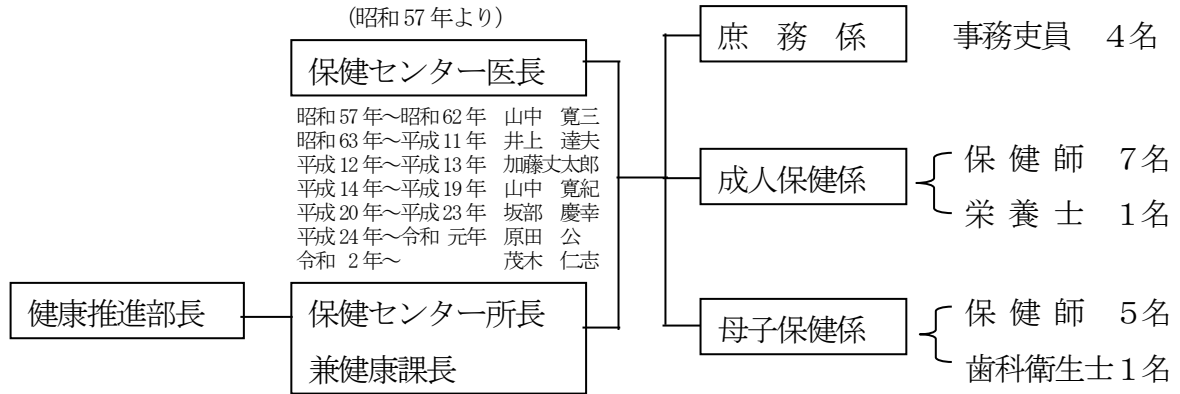 (昭和57年より)
保健センター医長
昭和57年~昭和62年 山中 寛三
昭和63年~平成11年 井上 達夫
平成12年~平成13年 加藤丈太郎
平成14年~平成19年 山中 寛紀
平成20年~平成23年 坂部 慶幸
平成24年~令和 元年 原田 公
令和 2年~ 茂木 仁志
健康推進部長
保健センター所長
兼健康課長
庶務係 事務吏員 4名
成人保健係
保健師 7名
栄養士 1名
母子保健係
保健師 5名
歯科衛生士1名